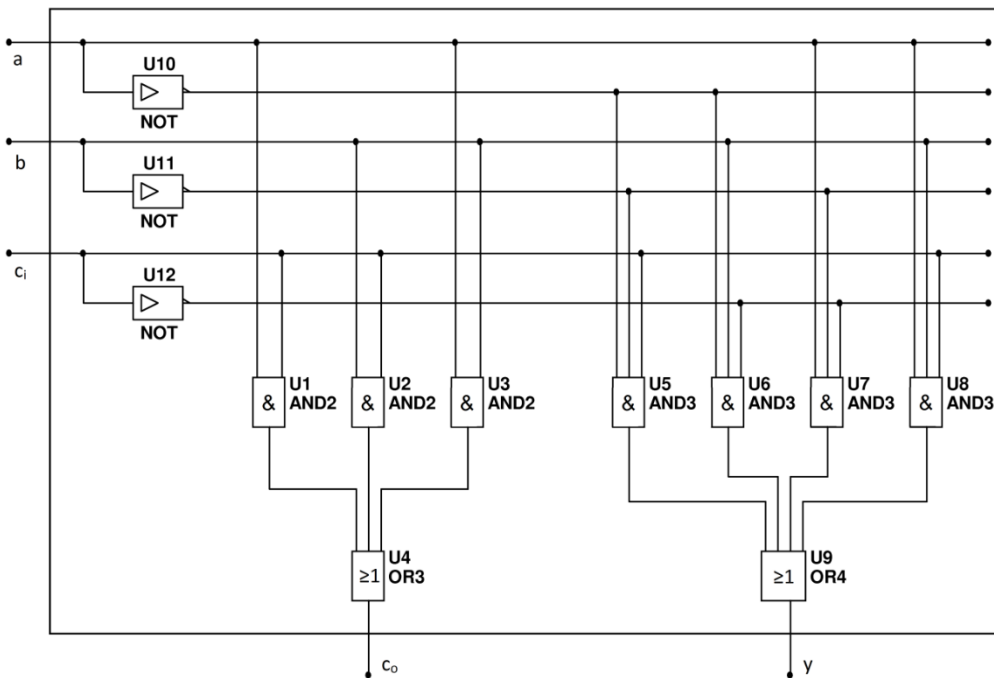 a
U10
NOT
b
U11
NOT
cᵢ
U12
NOT
& U1
AND2
& U2
AND2
& U3
AND2
& U5
AND3
& U6
AND3
& U7
AND3
& U8
AND3
≥1 U4
OR3
≥1 U9
OR4
cₒ
y